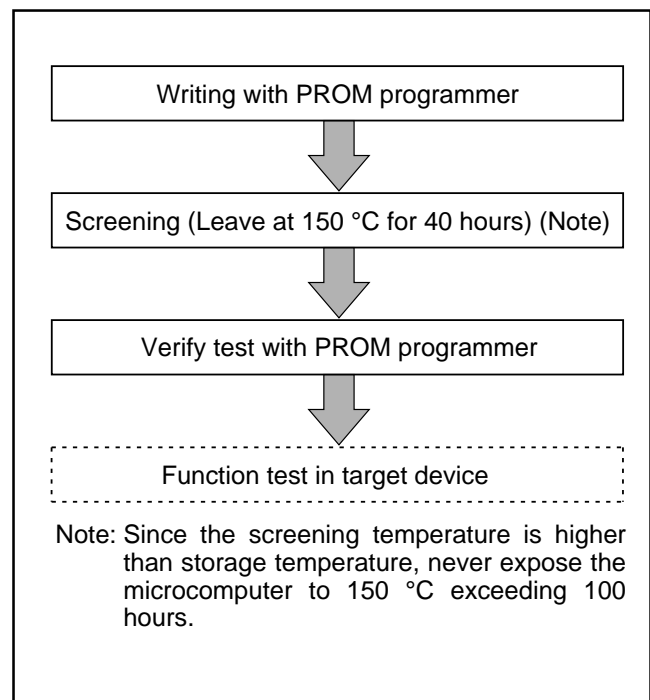 Writing with PROM programmer
Screening (Leave at 150 °C for 40 hours) (Note)
Verify test with PROM programmer
Function test in target device
Note: Since the screening temperature is higher
than storage temperature, never expose the
microcomputer to 150 °C exceeding 100
hours.